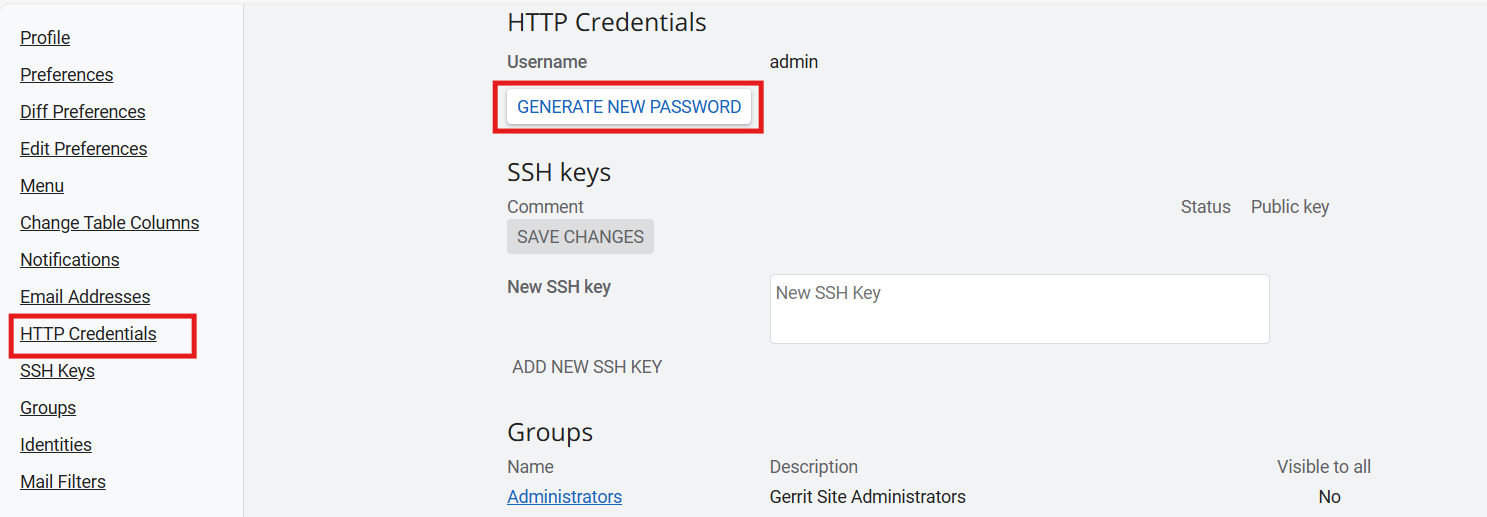 Profile
Preferences
Diff Preferences
Edit Preferences
Menu
Change Table Columns
Notifications
Email Addresses
HTTP Credentials
SSH Keys
Groups
Identities
Mail Filters
HTTP Credentials
Username admin
GENERATE NEW PASSWORD
SSH keys
Comment Status Public key
SAVE CHANGES
New SSH key New SSH Key
ADD NEW SSH KEY
Groups
Name Description Visible to all
Administrators Gerrit Site Administrators No